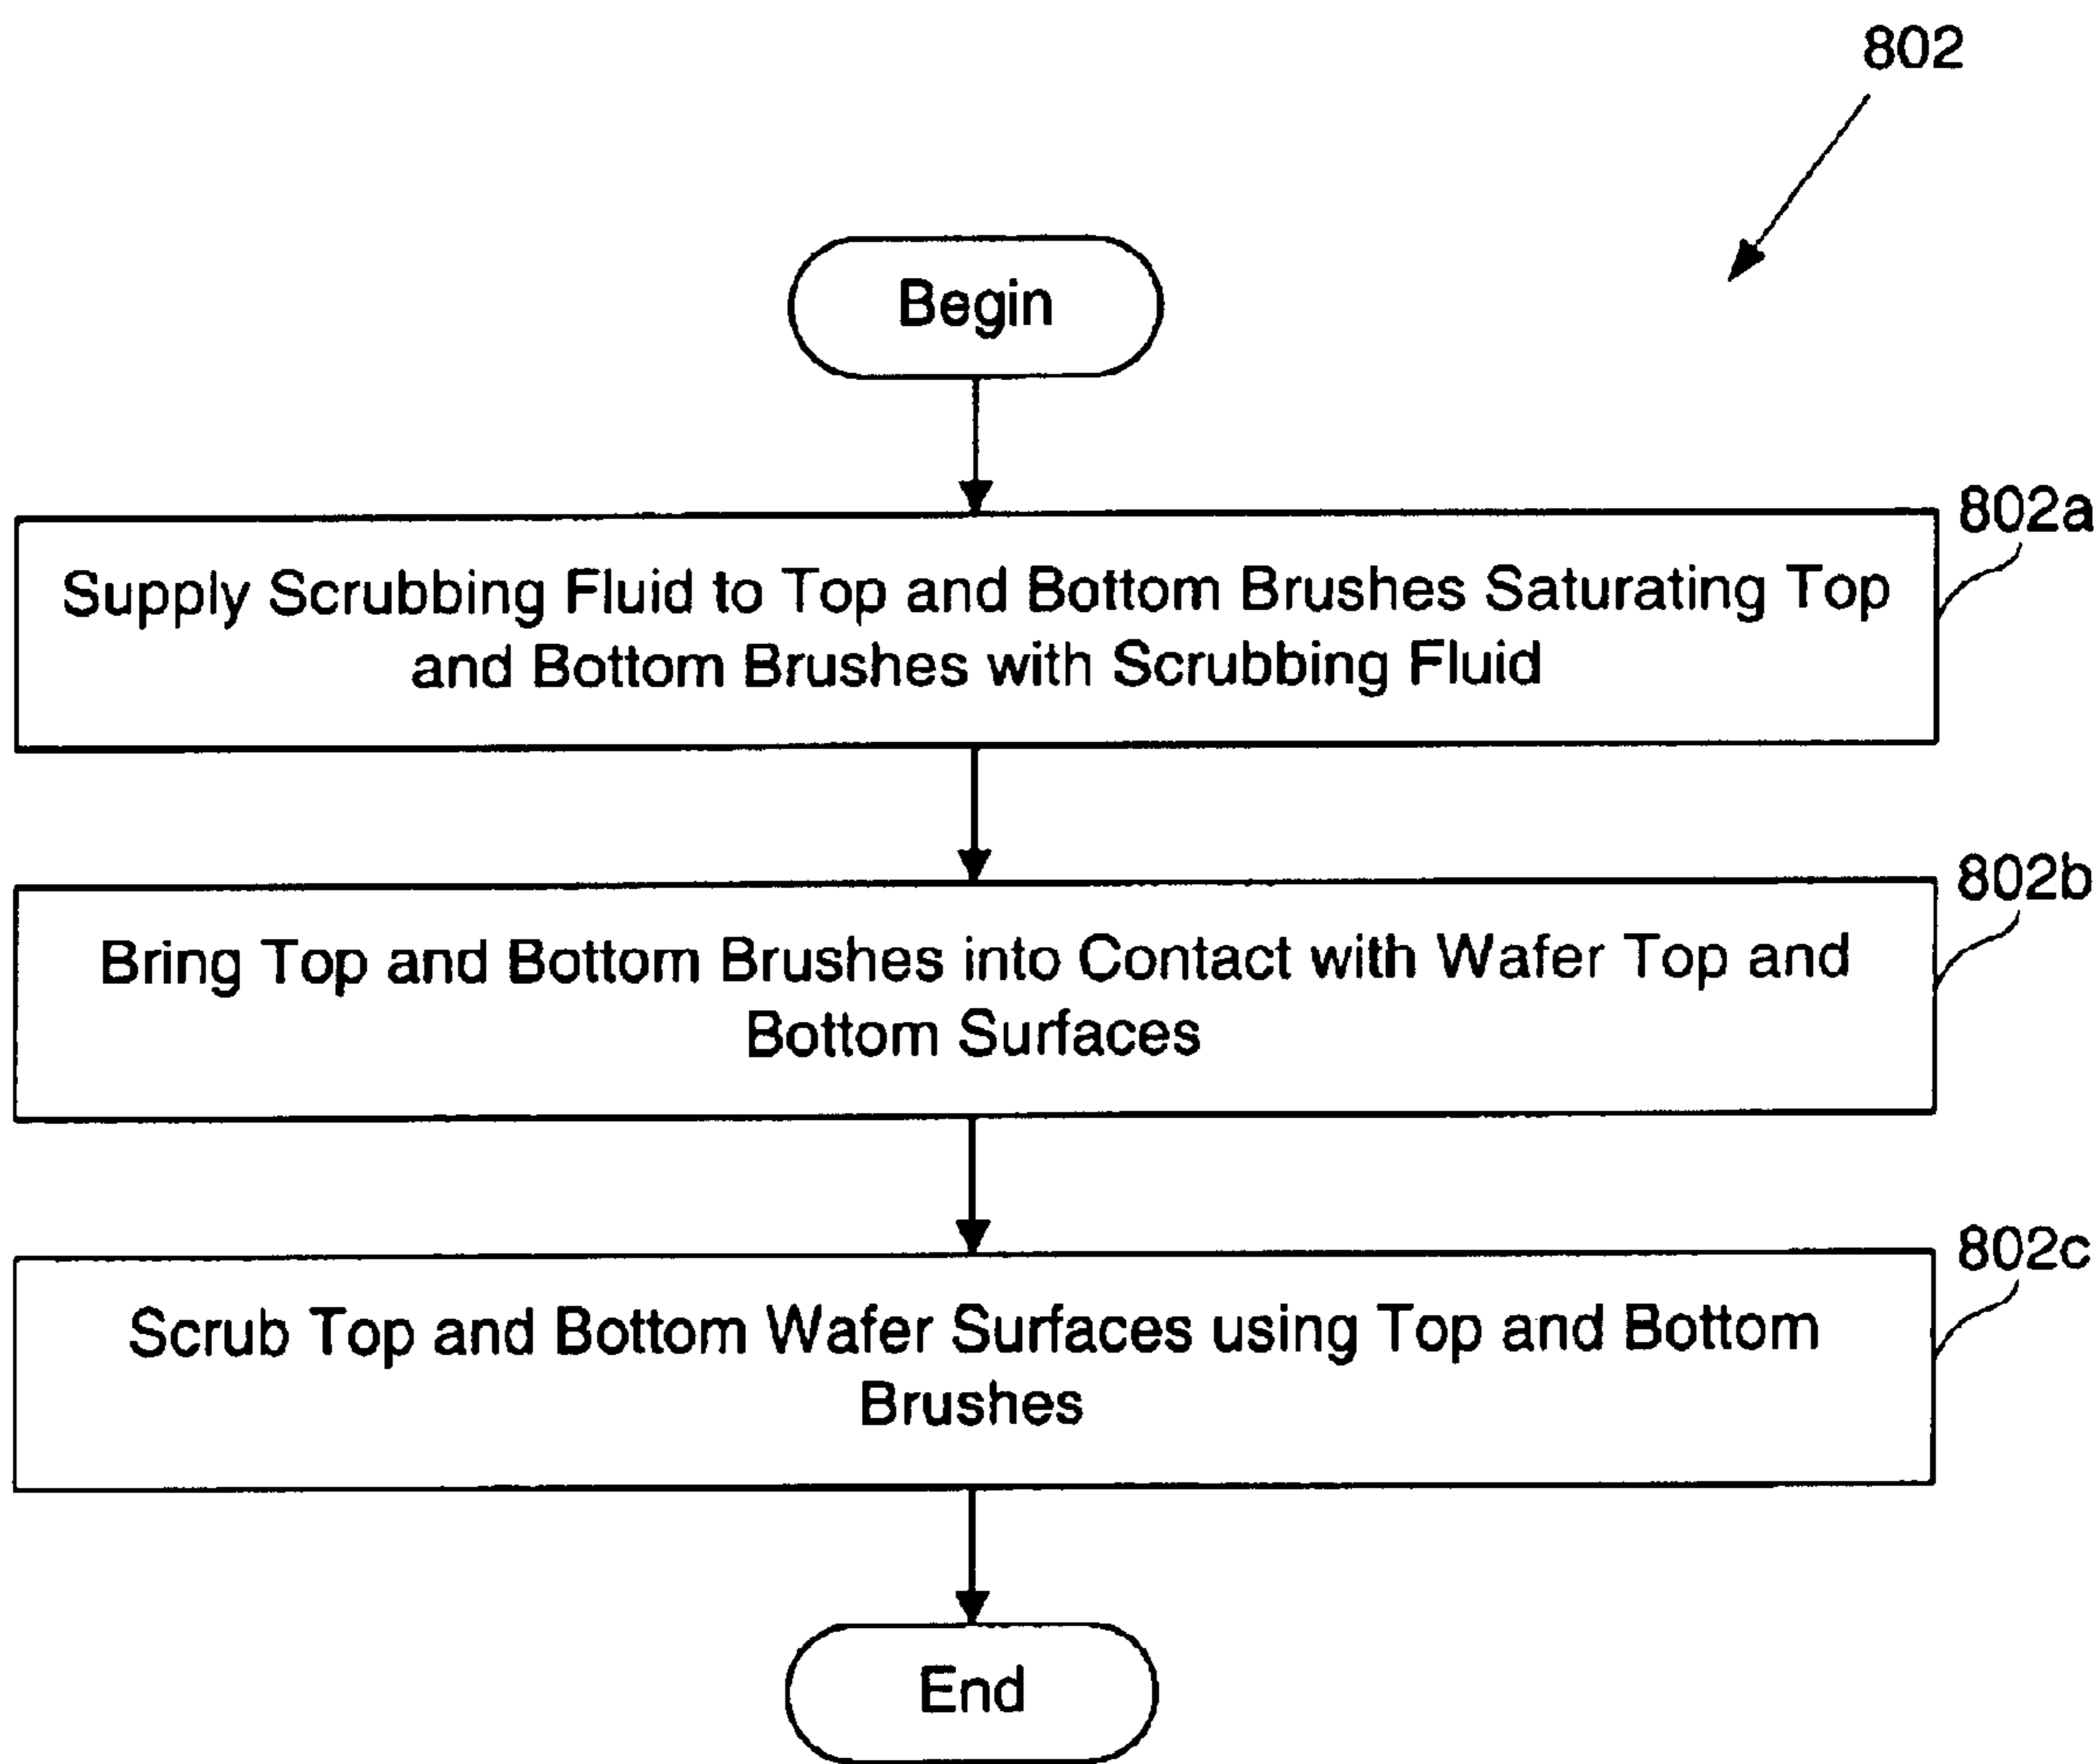 802
Begin
802a
Supply Scrubbing Fluid to Top and Bottom Brushes Saturating Top
and Bottom Brushes with Scrubbing Fluid
802b
Bring Top and Bottom Brushes into Contact with Wafer Top and
Bottom Surfaces
802c
Scrub Top and Bottom Wafer Surfaces using Top and Bottom
Brushes
End